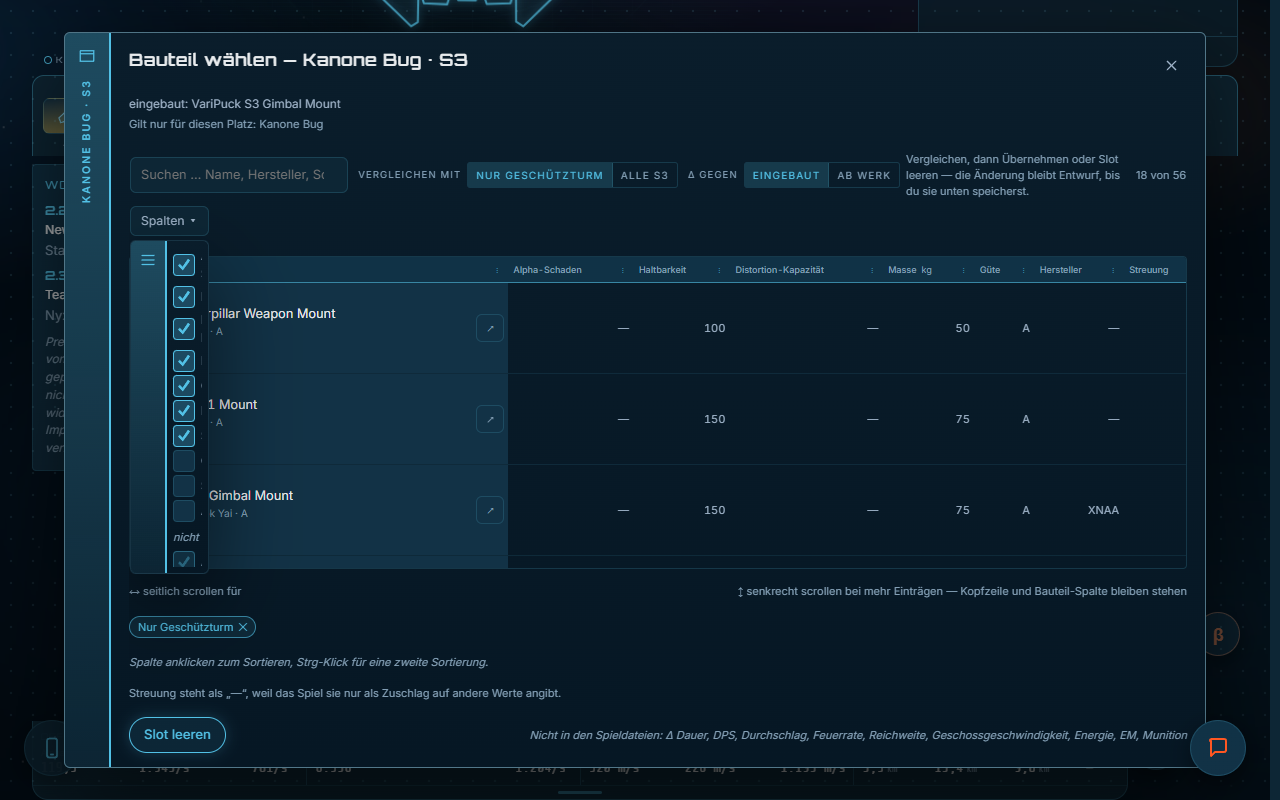 Bauteil wählen — Kanone Bug · S3
KANONE BUG · S3
eingebaut: VariPuck S3 Gimbal Mount
Gilt nur für diesen Platz: Kanone Bug
Suchen ... Name, Hersteller, Sc
VERGLEICHEN MIT
NUR GESCHÜTZTURM
ALLE S3
Δ GEGEN
EINGEBAUT
AB WERK
Vergleichen, dann Übernehmen oder Slot
leeren — die Änderung bleibt Entwurf, bis
du sie unten speicherst.
18 von 56
Spalten
Alpha-Schaden Haltbarkeit Distortion-Kapazität Masse kg Güte Hersteller Streuung
rpillar Weapon Mount
· A
— 100 — 50 A —
1 Mount
· A
— 150 — 75 A —
Gimbal Mount
k Yai · A
— 150 — 75 A XNAA
nicht
↔ seitlich scrollen für
↕ senkrecht scrollen bei mehr Einträgen — Kopfzeile und Bauteil-Spalte bleiben stehen
Nur Geschützturm ✕
Spalte anklicken zum Sortieren, Strg-Klick für eine zweite Sortierung.
Streuung steht als „—“, weil das Spiel sie nur als Zuschlag auf andere Werte angibt.
Slot leeren
Nicht in den Spieldateien: Δ Dauer, DPS, Durchschlag, Feuerrate, Reichweite, Geschossgeschwindigkeit, Energie, EM, Munition
β